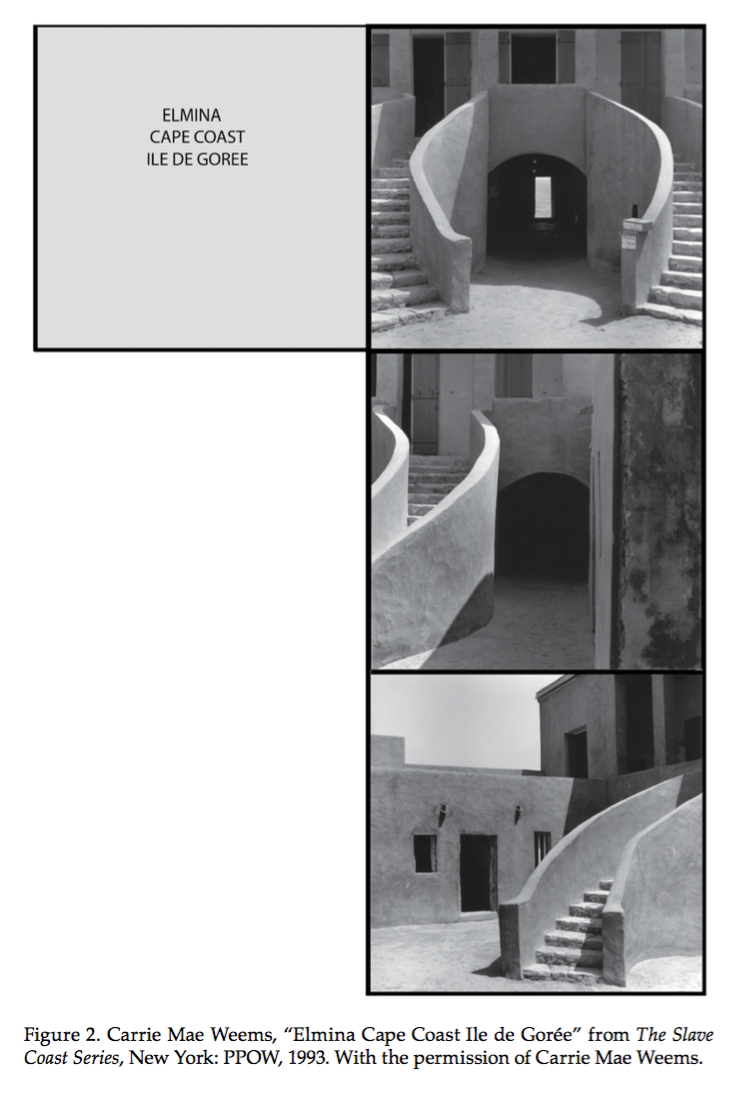 ELMINA
CAPE COAST
ILE DE GOREE
Figure 2. Carrie Mae Weems, “Elmina Cape Coast Ile de Gorée” from The Slave
Coast Series, New York: PPOW, 1993. With the permission of Carrie Mae Weems.